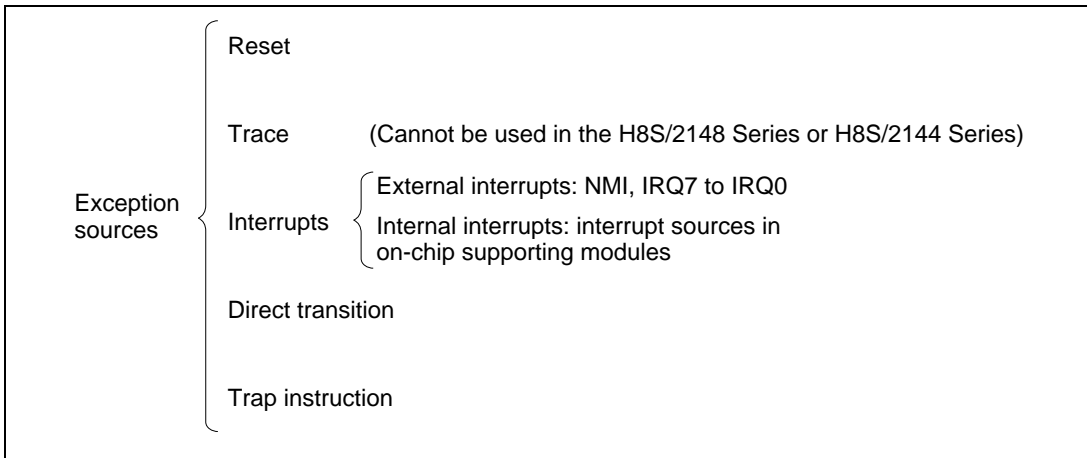 Reset
Trace (Cannot be used in the H8S/2148 Series or H8S/2144 Series)
Exception
sources
Interrupts
External interrupts: NMI, IRQ7 to IRQ0
Internal interrupts: interrupt sources in
on-chip supporting modules
Direct transition
Trap instruction